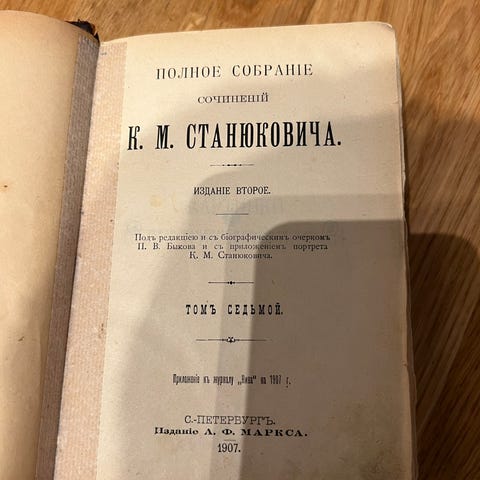 ПОЛНОЕ СОБРАНІЕ
СОЧИНЕНІЙ
К. М. СТАНЮКОВИЧА.
ИЗДАНІЕ ВТОРОЕ.
Подъ редакціею и съ біографическимъ очеркомъ
П. В. Быкова и съ приложеніемъ портрета
К. М. Станюковича.
ТОМЪ СЕДЬМОЙ.
Приложеніе къ журналу „Нива" на 1907 г.
С.-ПЕТЕРБУРГЪ.
Изданіе А. Ф. МАРКСА.
1907.